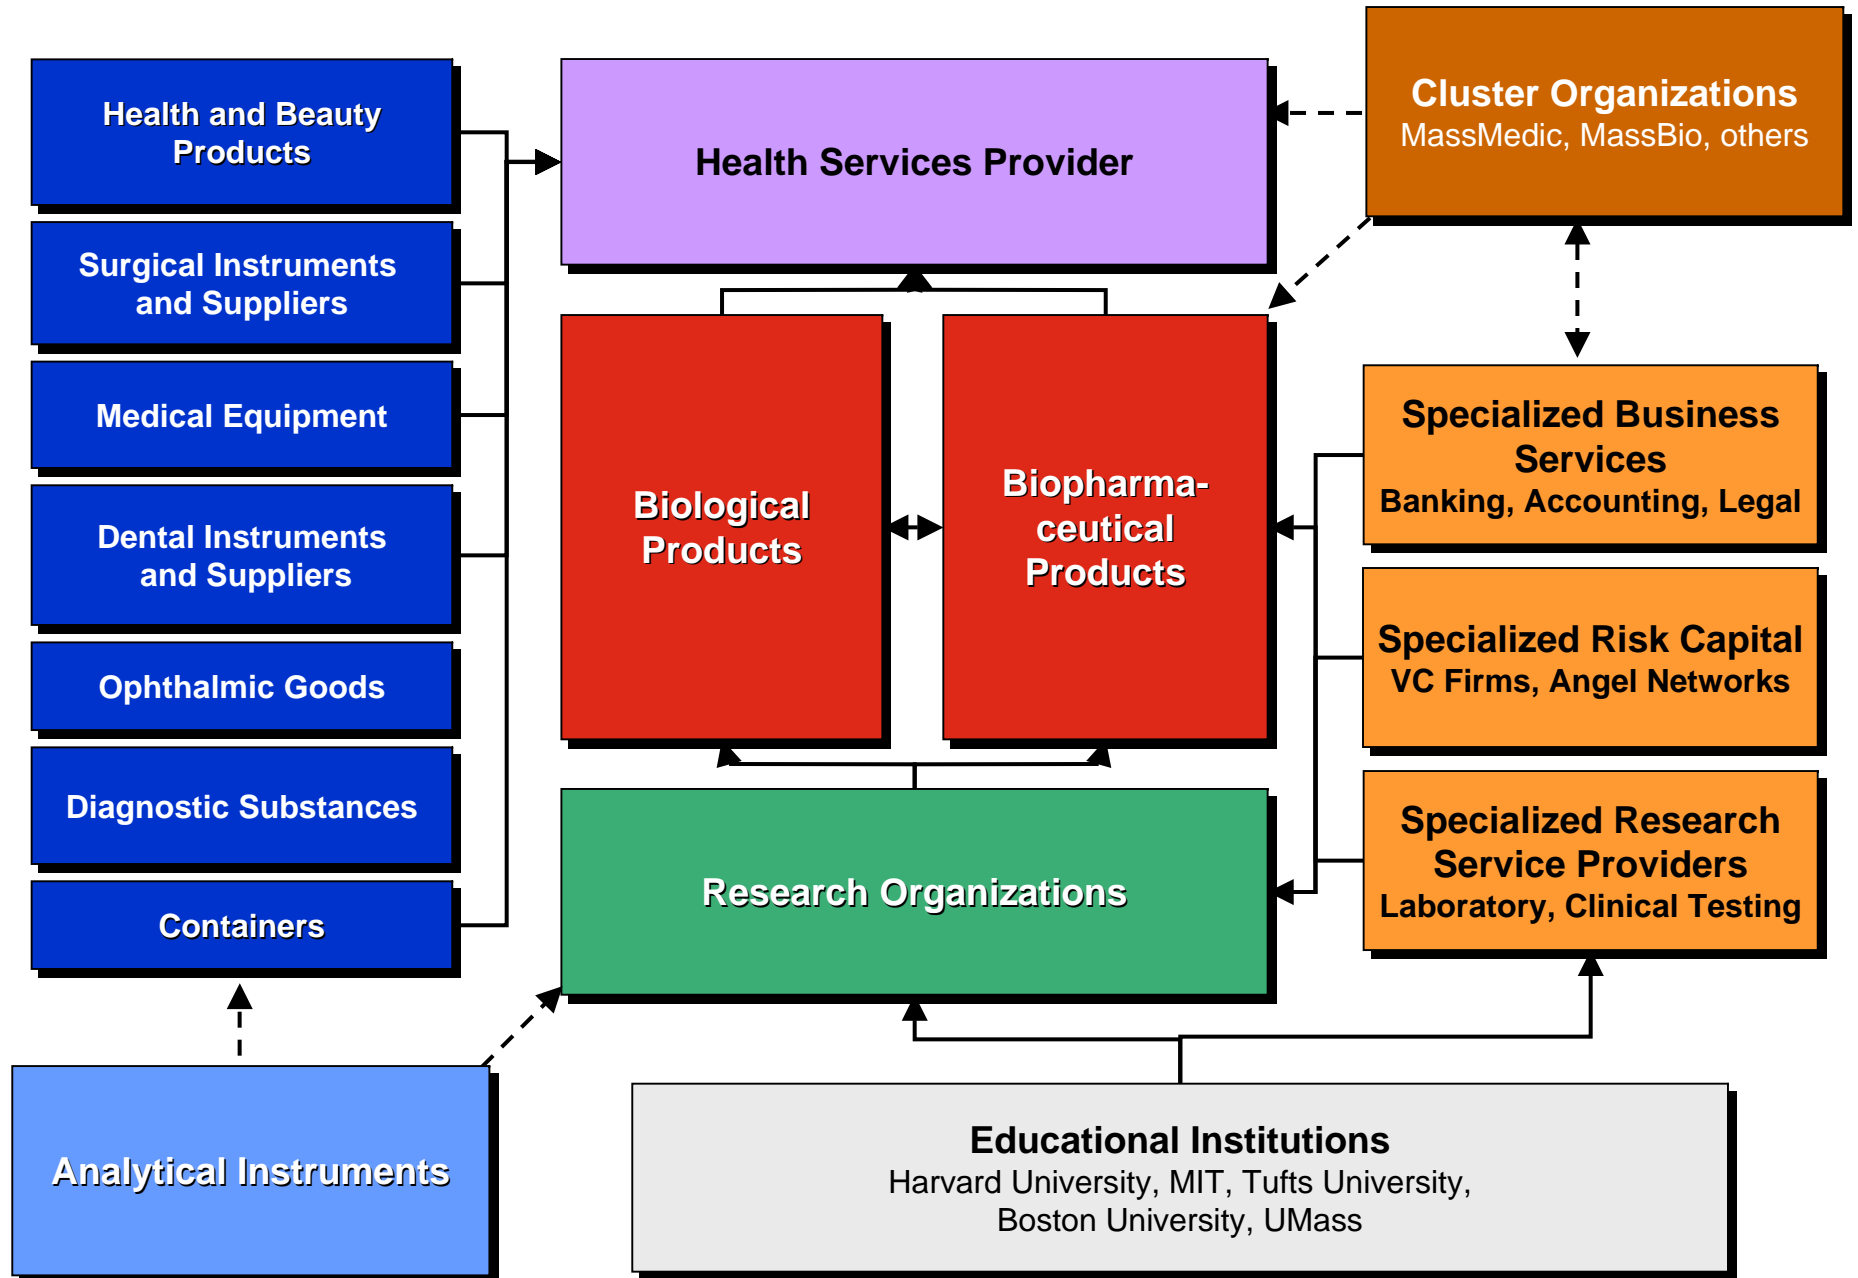 Health and Beauty
Products
Surgical Instruments
and Suppliers
Medical Equipment
Dental Instruments
and Suppliers
Ophthalmic Goods
Diagnostic Substances
Containers
Analytical Instruments
Health Services Provider
Biological
Products
Biopharma-
ceutical
Products
Research Organizations
Educational Institutions
Harvard University, MIT, Tufts University,
Boston University, UMass
Cluster Organizations
MassMedic, MassBio, others
Specialized Business
Services
Banking, Accounting, Legal
Specialized Risk Capital
VC Firms, Angel Networks
Specialized Research
Service Providers
Laboratory, Clinical Testing